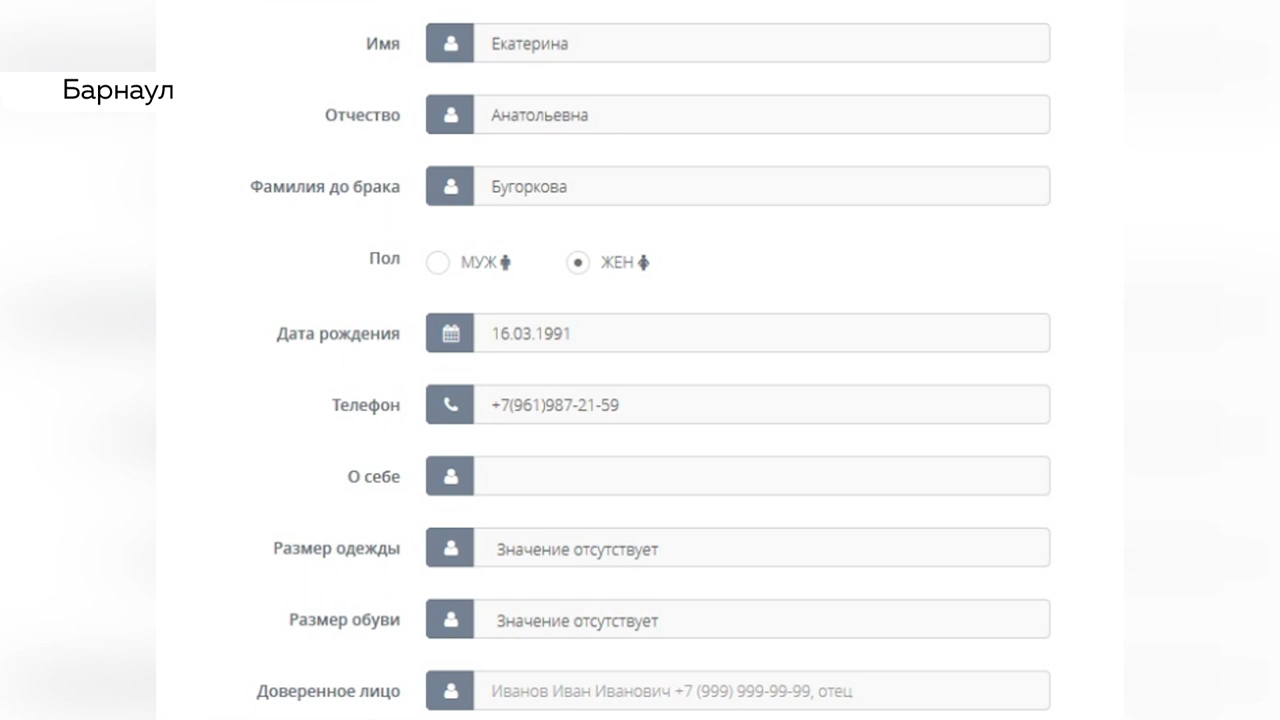 Имя Екатерина
Барнаул
Отчество Анатольевна
Фамилия до брака Бугоркова
Пол МУЖ ЖЕН
Дата рождения 16.03.1991
Телефон +7(961)987-21-59
О себе
Размер одежды Значение отсутствует
Размер обуви Значение отсутствует
Доверенное лицо Иванов Иван Иванович +7 (999) 999-99-99, отец